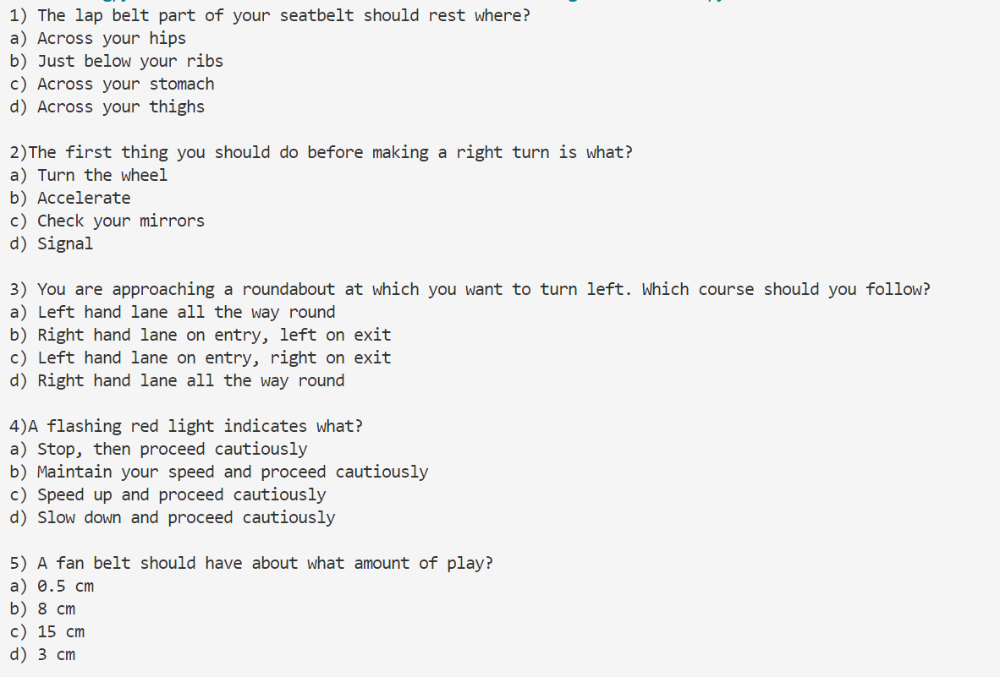 1) The lap belt part of your seatbelt should rest where?
a) Across your hips
b) Just below your ribs
c) Across your stomach
d) Across your thighs
2)The first thing you should do before making a right turn is what?
a) Turn the wheel
b) Accelerate
c) Check your mirrors
d) Signal
3) You are approaching a roundabout at which you want to turn left. Which course should you follow?
a) Left hand lane all the way round
b) Right hand lane on entry, left on exit
c) Left hand lane on entry, right on exit
d) Right hand lane all the way round
4)A flashing red light indicates what?
a) Stop, then proceed cautiously
b) Maintain your speed and proceed cautiously
c) Speed up and proceed cautiously
d) Slow down and proceed cautiously
5) A fan belt should have about what amount of play?
a) 0.5 cm
b) 8 cm
c) 15 cm
d) 3 cm